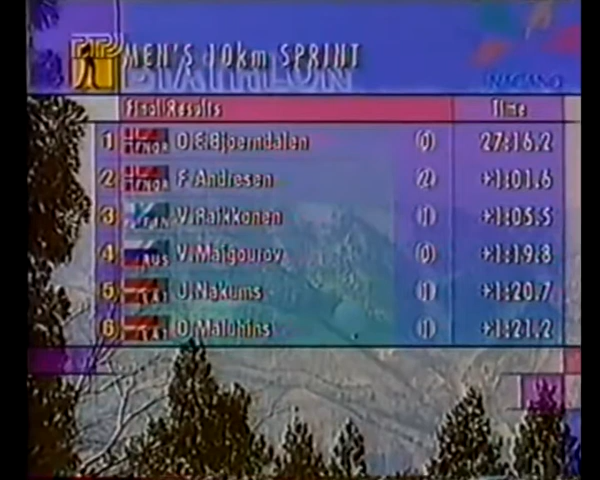 MEN'S 10km SPRINT
BIATHLON
NAGANO
Final Results Time
1 NOR O.E.Bjoerndalen (0) 27:16.2
2 NOR F.Andresen (2) +1:01.6
3 FIN V.Raikkonen (1) +1:05.5
4 RUS V.Maigourov (0) +1:19.8
5 LAT J.Nakums (1) +1:20.7
6 LAT O.Maluhins (1) +1:21.2